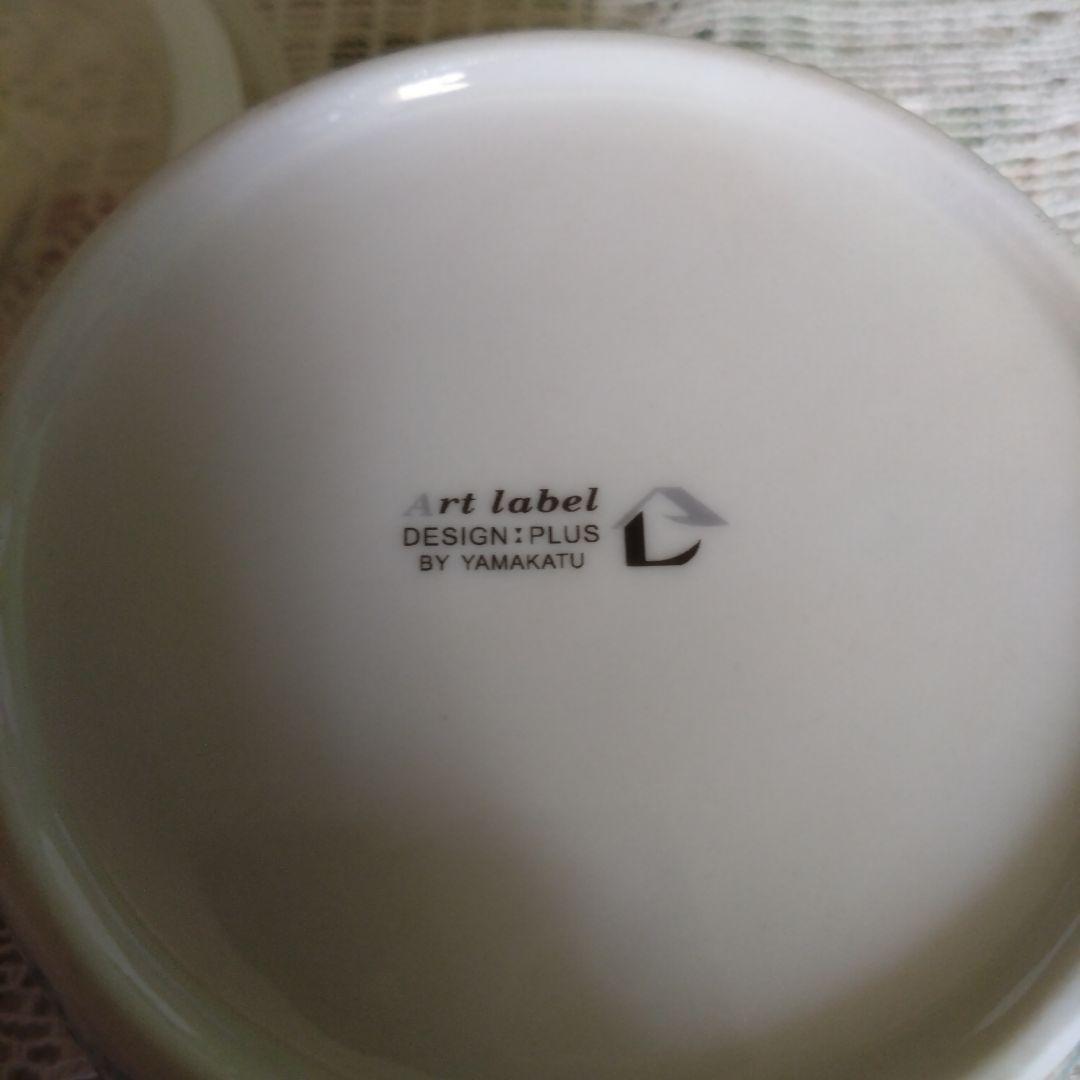 Art label
DESIGN:PLUS
BY YAMAKATU